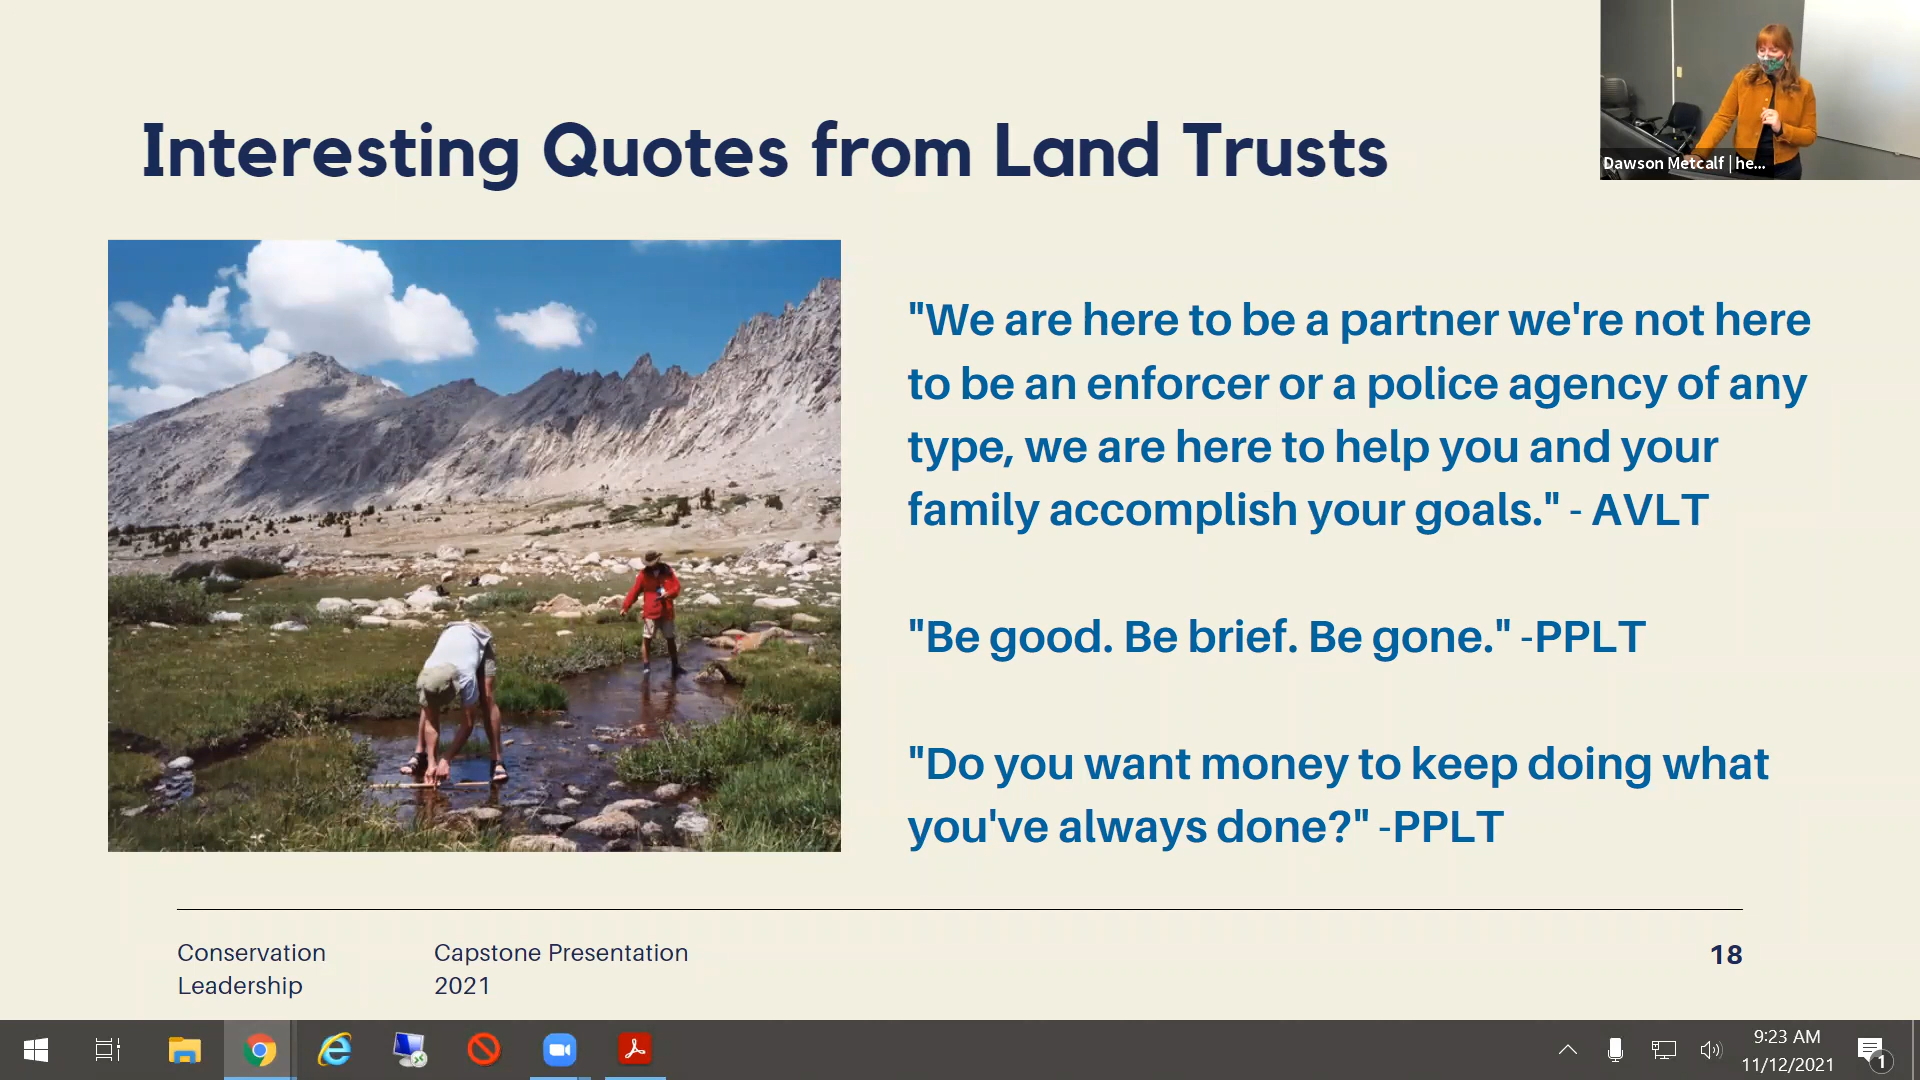 Interesting Quotes from Land Trusts
Dawson Metcalf | he...
"We are here to be a partner we're not here
to be an enforcer or a police agency of any
type, we are here to help you and your
family accomplish your goals." - AVLT
"Be good. Be brief. Be gone." -PPLT
"Do you want money to keep doing what
you've always done?" -PPLT
Conservation
Leadership
Capstone Presentation
2021
18
9:23 AM
11/12/2021
1